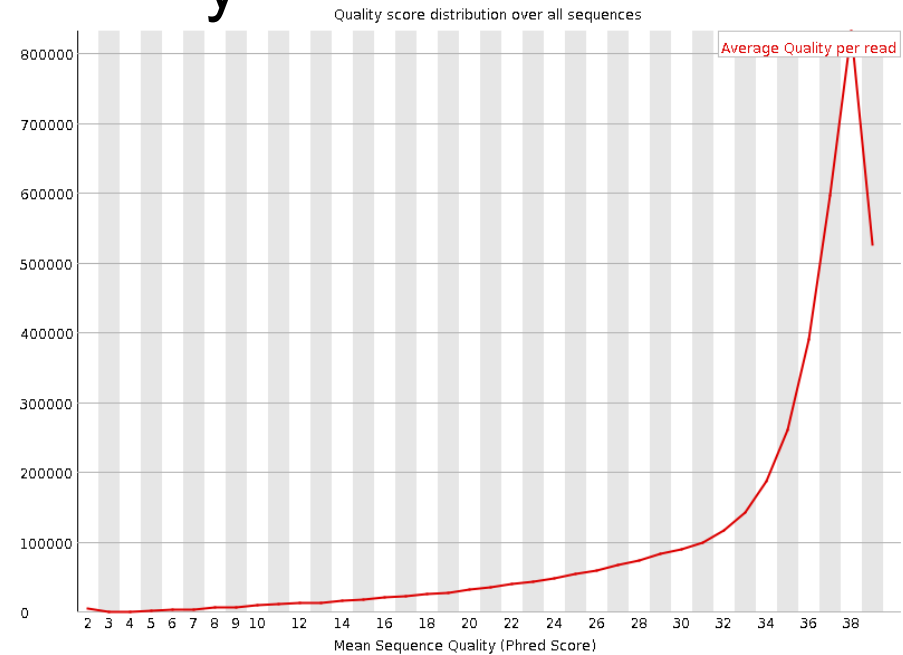 y
Quality score distribution over all sequences
Average Quality per read
800000
700000
600000
500000
400000
300000
200000
100000
0
2 3 4 5 6 7 8 9 10 12 14 16 18 20 22 24 26 28 30 32 34 36 38
Mean Sequence Quality (Phred Score)